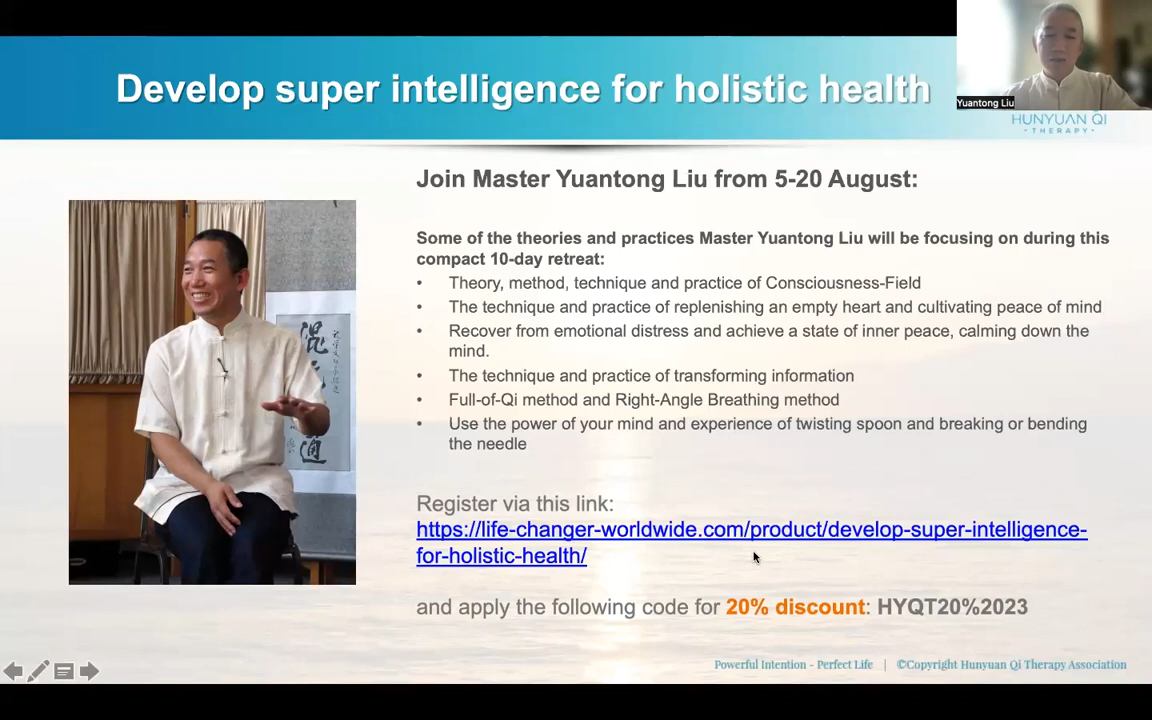 Develop super intelligence for holistic health
Yuantong Liu
HUNYUAN QI
• THERAPY •
Join Master Yuantong Liu from 5-20 August:
Some of the theories and practices Master Yuantong Liu will be focusing on during this
compact 10-day retreat:
• Theory, method, technique and practice of Consciousness-Field
• The technique and practice of replenishing an empty heart and cultivating peace of mind
• Recover from emotional distress and achieve a state of inner peace, calming down the
mind.
• The technique and practice of transforming information
• Full-of-Qi method and Right-Angle Breathing method
• Use the power of your mind and experience of twisting spoon and breaking or bending
the needle
混元
Register via this link:
https://life-changer-worldwide.com/product/develop-super-intelligence-
for-holistic-health/
and apply the following code for 20% discount: HYQT20%2023
Powerful Intention - Perfect Life | ©Copyright Hunyuan Qi Therapy Association